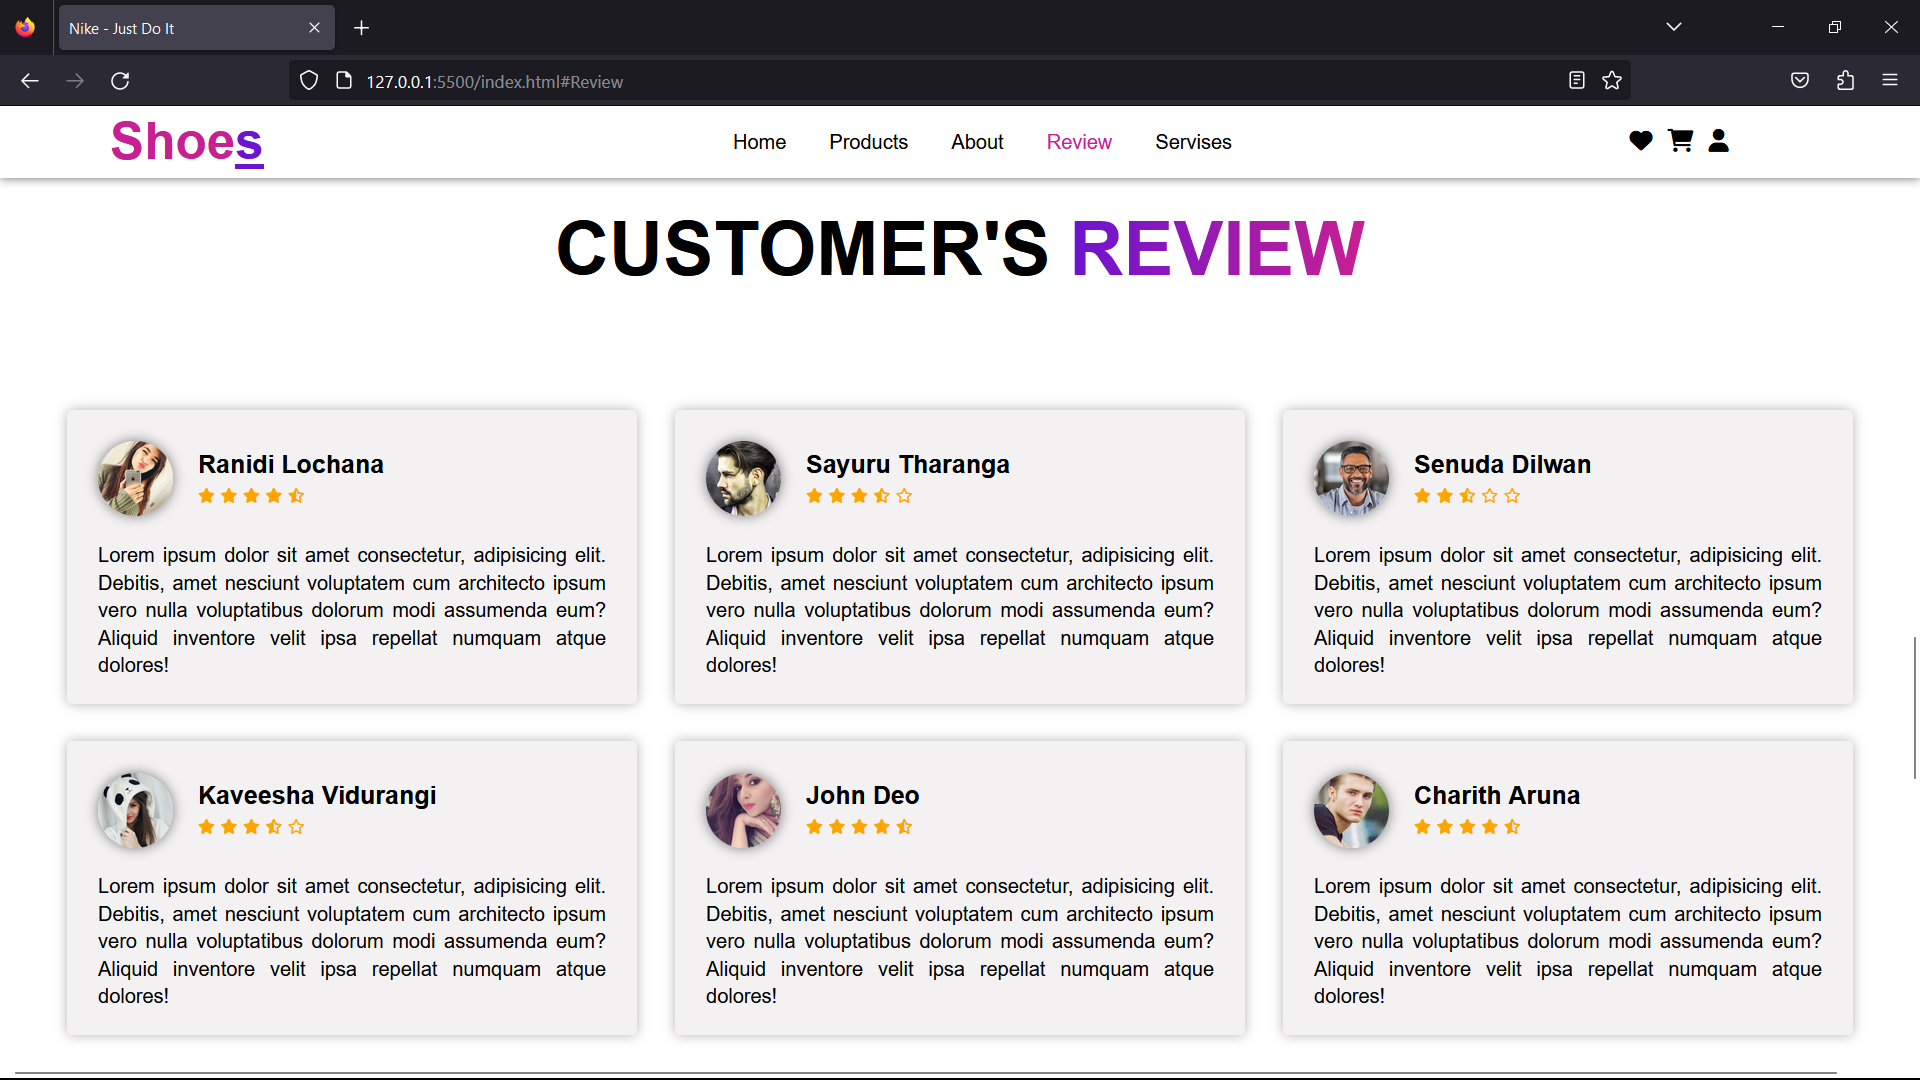 Nike - Just Do It
127.0.0.1:5500/index.html#Review
Shoes
Home Products About Review Servises
CUSTOMER'S REVIEW
Ranidi Lochana
Lorem ipsum dolor sit amet consectetur, adipisicing elit.
Debitis, amet nesciunt voluptatem cum architecto ipsum
vero nulla voluptatibus dolorum modi assumenda eum?
Aliquid inventore velit ipsa repellat numquam atque
dolores!
Sayuru Tharanga
Lorem ipsum dolor sit amet consectetur, adipisicing elit.
Debitis, amet nesciunt voluptatem cum architecto ipsum
vero nulla voluptatibus dolorum modi assumenda eum?
Aliquid inventore velit ipsa repellat numquam atque
dolores!
Senuda Dilwan
Lorem ipsum dolor sit amet consectetur, adipisicing elit.
Debitis, amet nesciunt voluptatem cum architecto ipsum
vero nulla voluptatibus dolorum modi assumenda eum?
Aliquid inventore velit ipsa repellat numquam atque
dolores!
Kaveesha Vidurangi
Lorem ipsum dolor sit amet consectetur, adipisicing elit.
Debitis, amet nesciunt voluptatem cum architecto ipsum
vero nulla voluptatibus dolorum modi assumenda eum?
Aliquid inventore velit ipsa repellat numquam atque
dolores!
John Deo
Lorem ipsum dolor sit amet consectetur, adipisicing elit.
Debitis, amet nesciunt voluptatem cum architecto ipsum
vero nulla voluptatibus dolorum modi assumenda eum?
Aliquid inventore velit ipsa repellat numquam atque
dolores!
Charith Aruna
Lorem ipsum dolor sit amet consectetur, adipisicing elit.
Debitis, amet nesciunt voluptatem cum architecto ipsum
vero nulla voluptatibus dolorum modi assumenda eum?
Aliquid inventore velit ipsa repellat numquam atque
dolores!